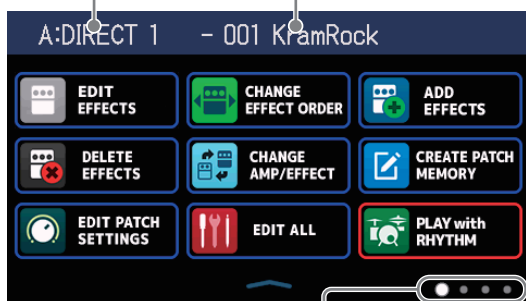 A:DIRECT 1 - 001 KramRock
EDIT
EFFECTS
CHANGE
EFFECT ORDER
ADD
EFFECTS
DELETE
EFFECTS
CHANGE
AMP/EFFECT
CREATE PATCH
MEMORY
EDIT PATCH
SETTINGS
EDIT ALL
PLAY with
RHYTHM